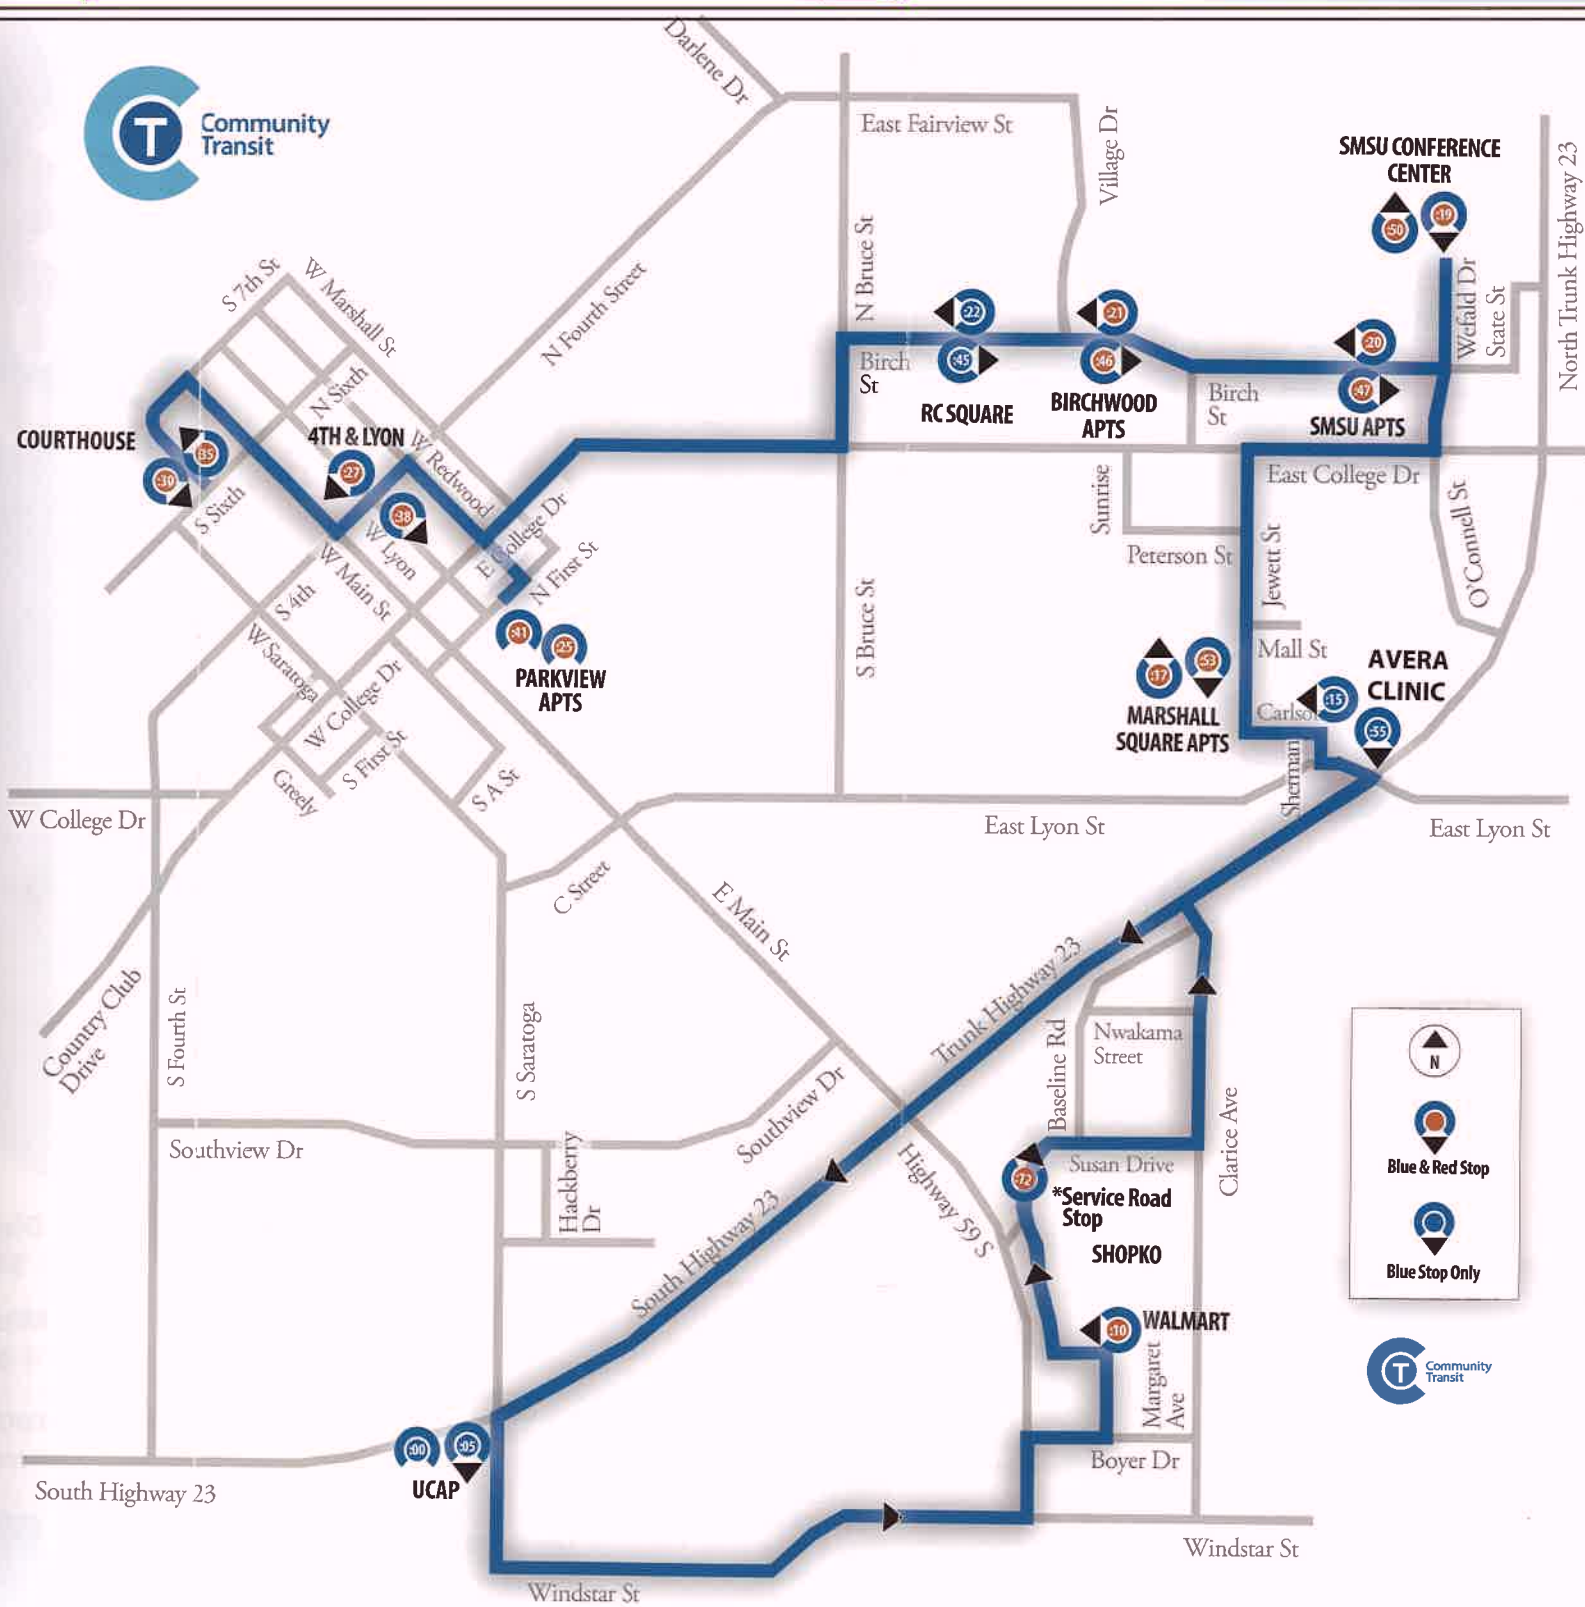 Darlene Dr
T
Community
Transit
East Fairview St
Village Dr
SMSU CONFERENCE
CENTER
:50
:19
North Trunk Highway 23
S 7th St
W Marshall St
N Fourth Street
N Bruce St
Wefald Dr
State St
:22
:21
:20
Birch
St
:45
:46
:47
RC SQUARE
BIRCHWOOD
APTS
Birch
St
SMSU APTS
COURTHOUSE
:35
:30
N Sixth
4TH & LYON
:27
W Redwood
:38
S Sixth
W Lyon
E College Dr
N First St
W Main St
S 4th
:41
:25
PARKVIEW
APTS
East College Dr
Sunrise
Peterson St
Jewett St
O'Connell St
Mall St
S Bruce St
:17
:53
MARSHALL
SQUARE APTS
AVERA
CLINIC
:15
:55
Sherman
W Saratoga
W College Dr
S First St
Greely
S A St
W College Dr
East Lyon St
East Lyon St
C Street
E Main St
Country Club
Drive
S Fourth St
S Saratoga
Trunk Highway 23
Baseline Rd
Nwakama
Street
Clarice Ave
Southview Dr
Southview Dr
Hackberry
Dr
Highway 59 S
Susan Drive
:12
*Service Road
Stop
SHOPKO
South Highway 23
:10
WALMART
Margaret
Ave
Boyer Dr
:00
:05
UCAP
South Highway 23
Windstar St
Windstar St
N
Blue & Red Stop
Blue Stop Only
T
Community
Transit